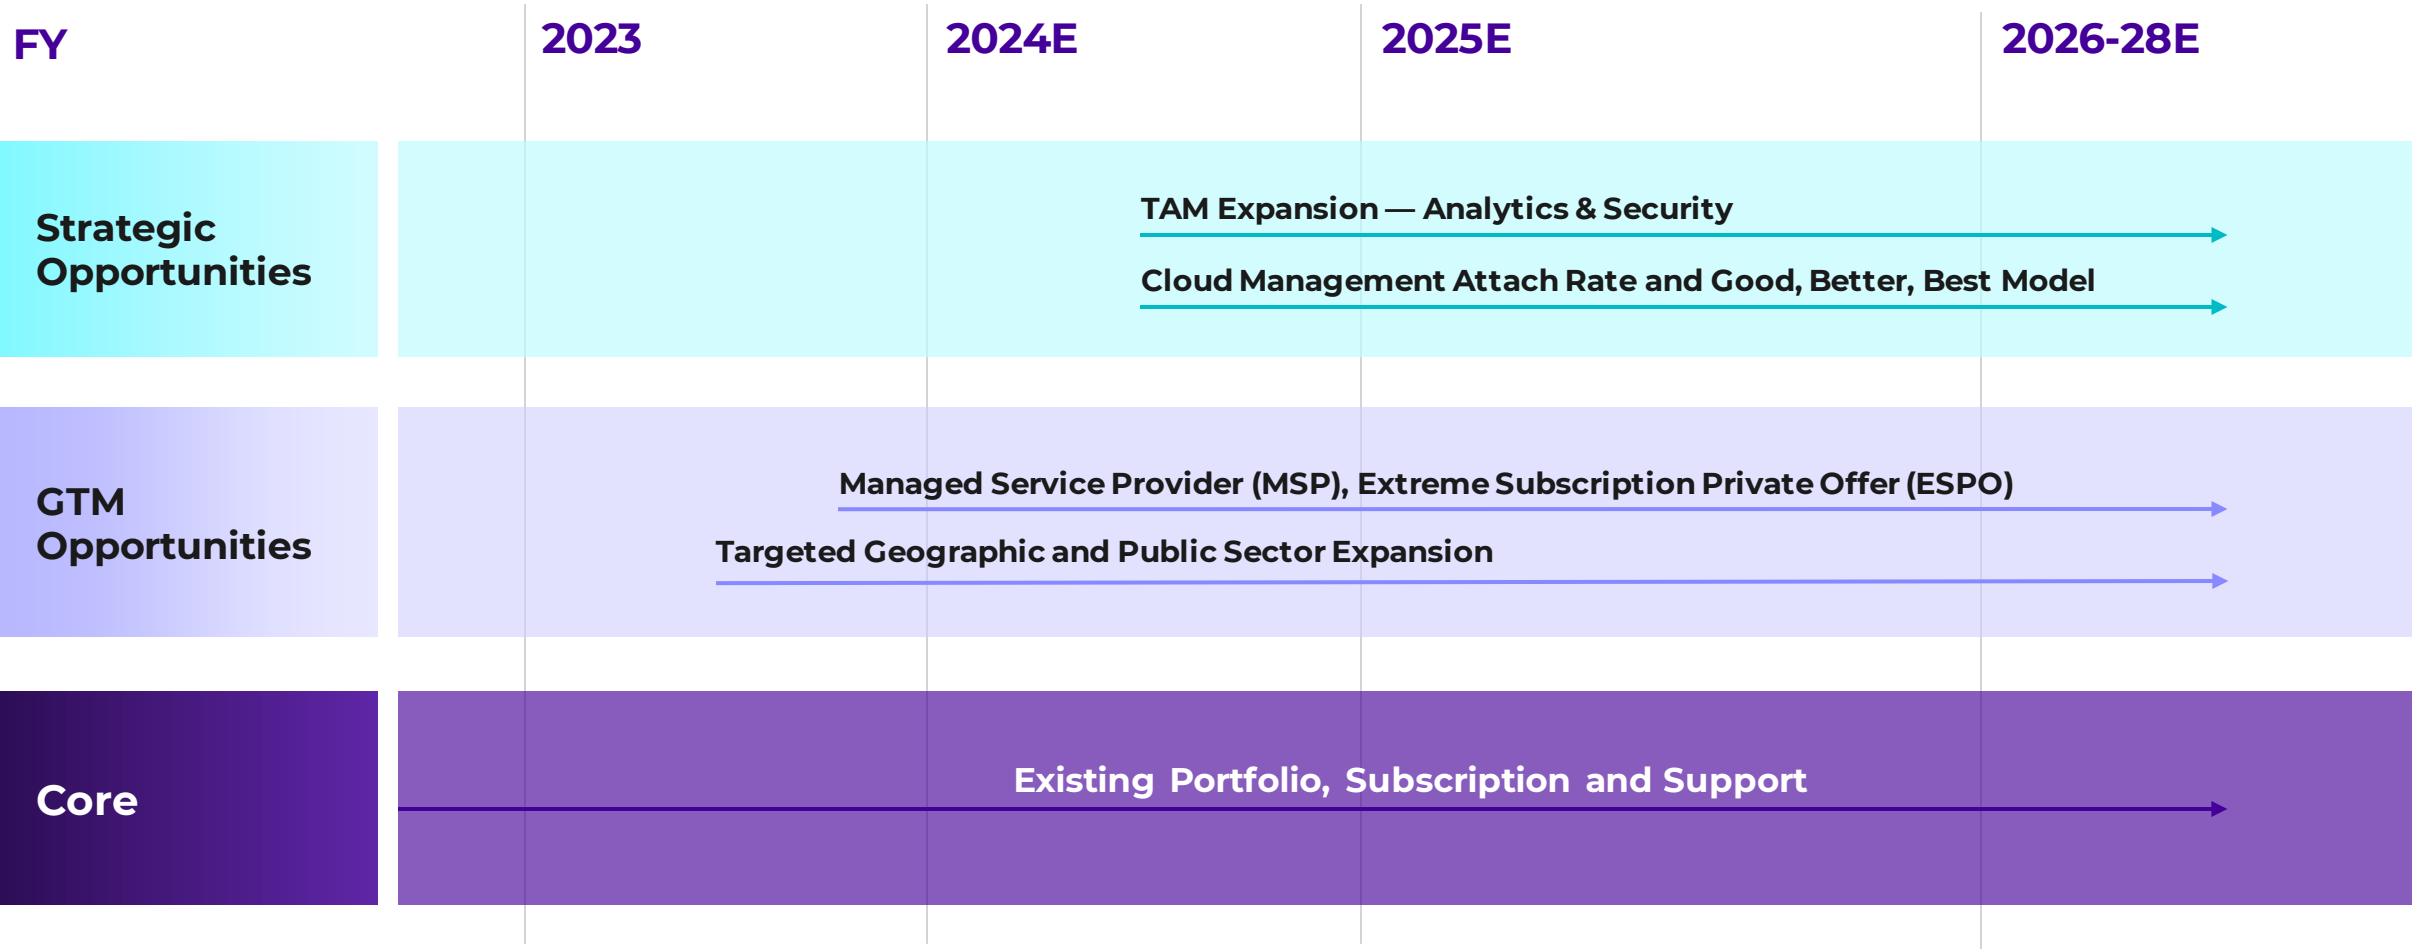 FY
2023
2024E
2025E
2026-28E
Strategic
Opportunities
TAM Expansion — Analytics & Security
Cloud Management Attach Rate and Good, Better, Best Model
GTM
Opportunities
Managed Service Provider (MSP), Extreme Subscription Private Offer (ESPO)
Targeted Geographic and Public Sector Expansion
Core
Existing Portfolio, Subscription and Support